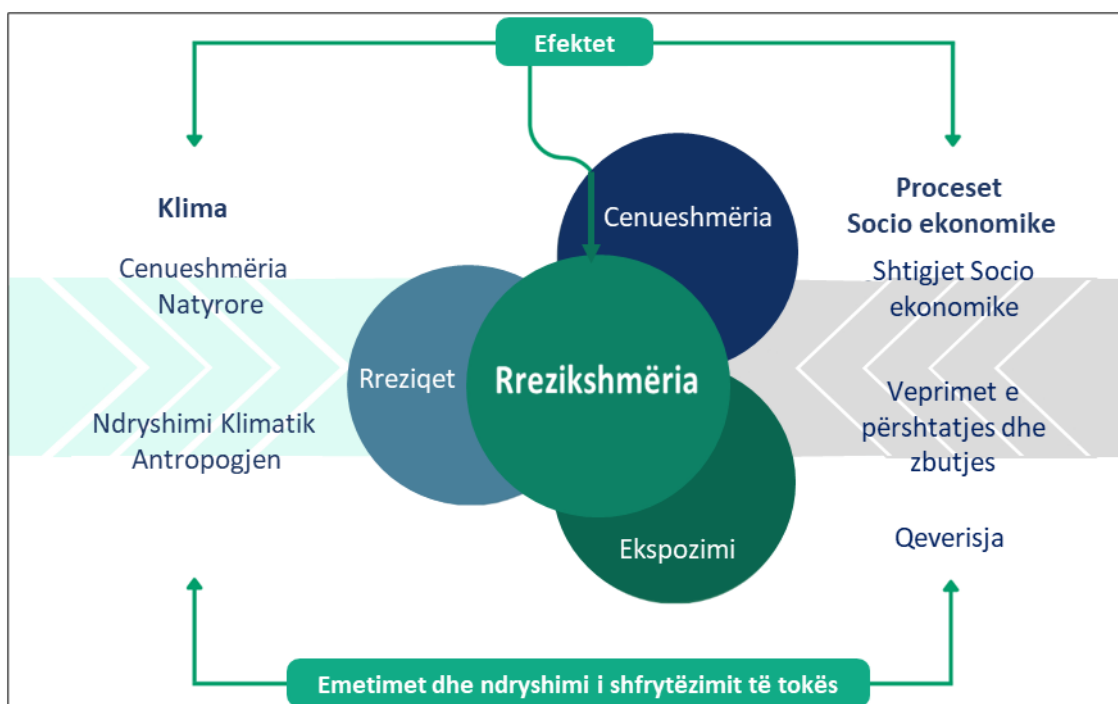 Efektet
Klima
Cenueshmëria
Natyrore
Ndryshimi Klimatik
Antropogjen
Cenueshmëria
Rreziqet
Rrezikshmëria
Ekspozimi
Proceset
Socio ekonomike
Shtigjet Socio
ekonomike
Veprimet e
përshtatjes dhe
zbutjes
Qeverisja
Emetimet dhe ndryshimi i shfrytëzimit të tokës